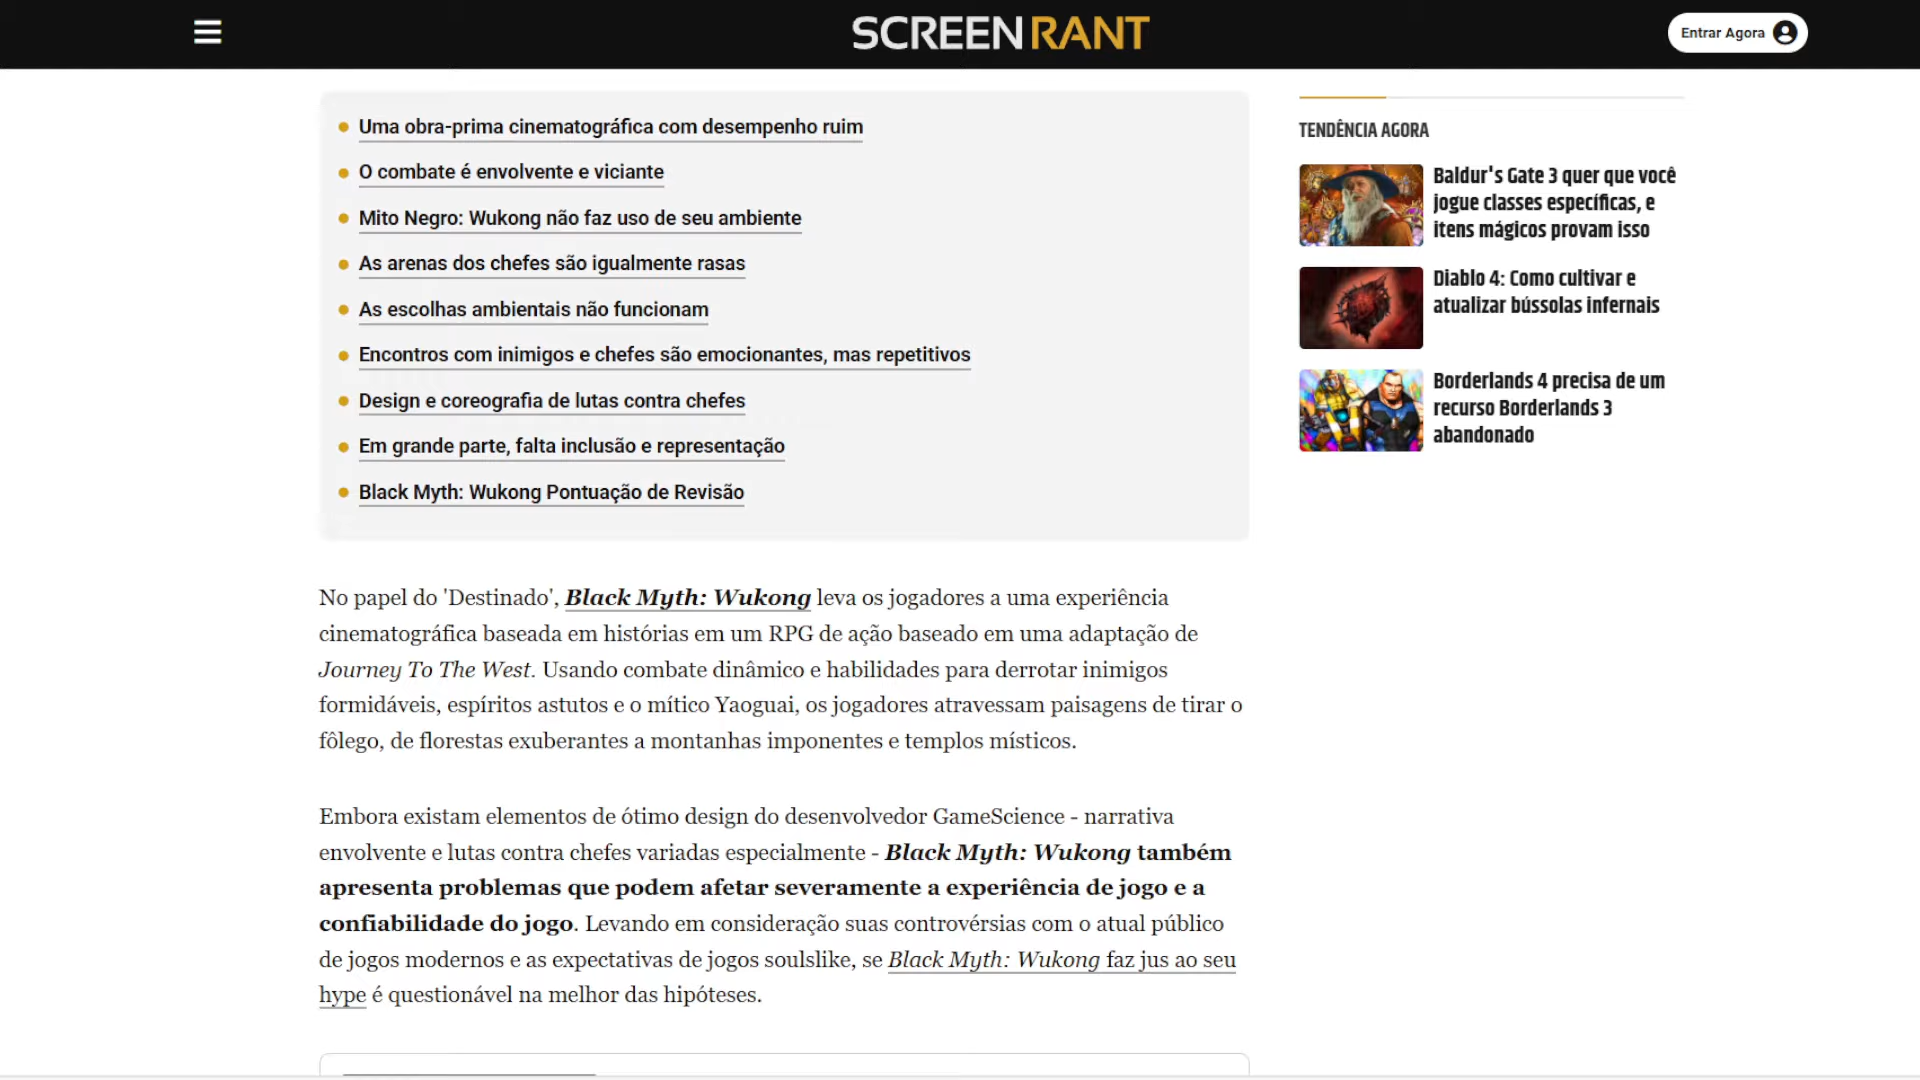 SCREENRANT
Entrar Agora
Uma obra-prima cinematográfica com desempenho ruim
O combate é envolvente e viciante
Mito Negro: Wukong não faz uso de seu ambiente
As arenas dos chefes são igualmente rasas
As escolhas ambientais não funcionam
Encontros com inimigos e chefes são emocionantes, mas repetitivos
Design e coreografia de lutas contra chefes
Em grande parte, falta inclusão e representação
Black Myth: Wukong Pontuação de Revisão
TENDÊNCIA AGORA
Baldur's Gate 3 quer que você
jogue classes específicas, e
itens mágicos provam isso
Diablo 4: Como cultivar e
atualizar bússolas infernais
Borderlands 4 precisa de um
recurso Borderlands 3
abandonado
No papel do 'Destinado', Black Myth: Wukong leva os jogadores a uma experiência
cinematográfica baseada em histórias em um RPG de ação baseado em uma adaptação de
Journey To The West. Usando combate dinâmico e habilidades para derrotar inimigos
formidáveis, espíritos astutos e o mítico Yaoguai, os jogadores atravessam paisagens de tirar o
fôlego, de florestas exuberantes a montanhas imponentes e templos místicos.
Embora existam elementos de ótimo design do desenvolvedor GameScience - narrativa
envolvente e lutas contra chefes variadas especialmente - Black Myth: Wukong também
apresenta problemas que podem afetar severamente a experiência de jogo e a
confiabilidade do jogo. Levando em consideração suas controvérsias com o atual público
de jogos modernos e as expectativas de jogos soulslike, se Black Myth: Wukong faz jus ao seu
hype é questionável na melhor das hipóteses.